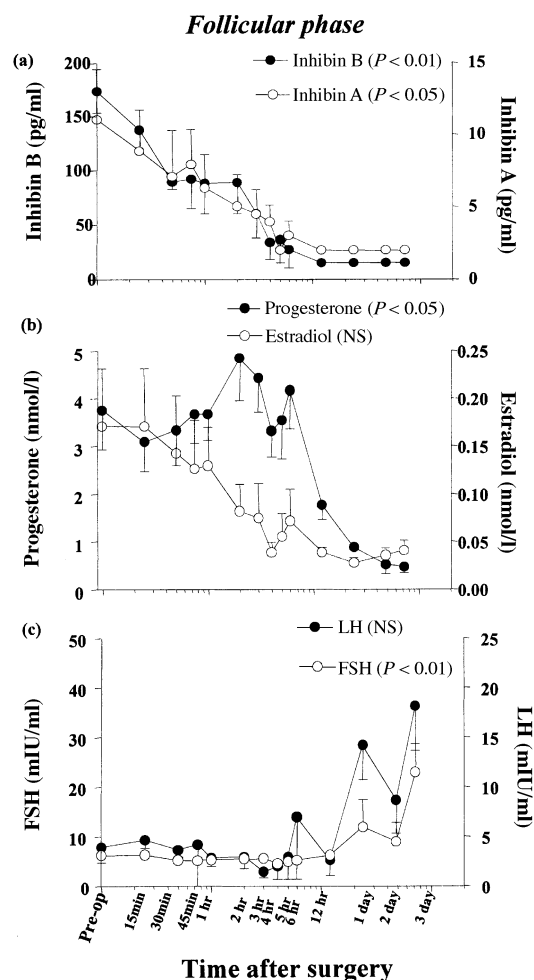 Follicular phase
(a)
Inhibin B (P < 0.01)
Inhibin A (P < 0.05)
Inhibin B (pg/ml)
200
150
100
50
0
15
10
5
0
Inhibin A (pg/ml)
Progesterone (P < 0.05)
Estradiol (NS)
(b)
Progesterone (nmol/l)
5
4
3
2
1
0
0.25
0.20
0.15
0.10
0.05
0.00
Estradiol (nmol/l)
(c)
LH (NS)
FSH (P < 0.01)
FSH (mIU/ml)
50
40
30
20
10
0
25
20
15
10
5
0
LH (mIU/ml)
Pre-op
15min
30min
45min
1 hr
2 hr
3 hr
4 hr
5 hr
6 hr
12 hr
1 day
2 day
3 day
Time after surgery